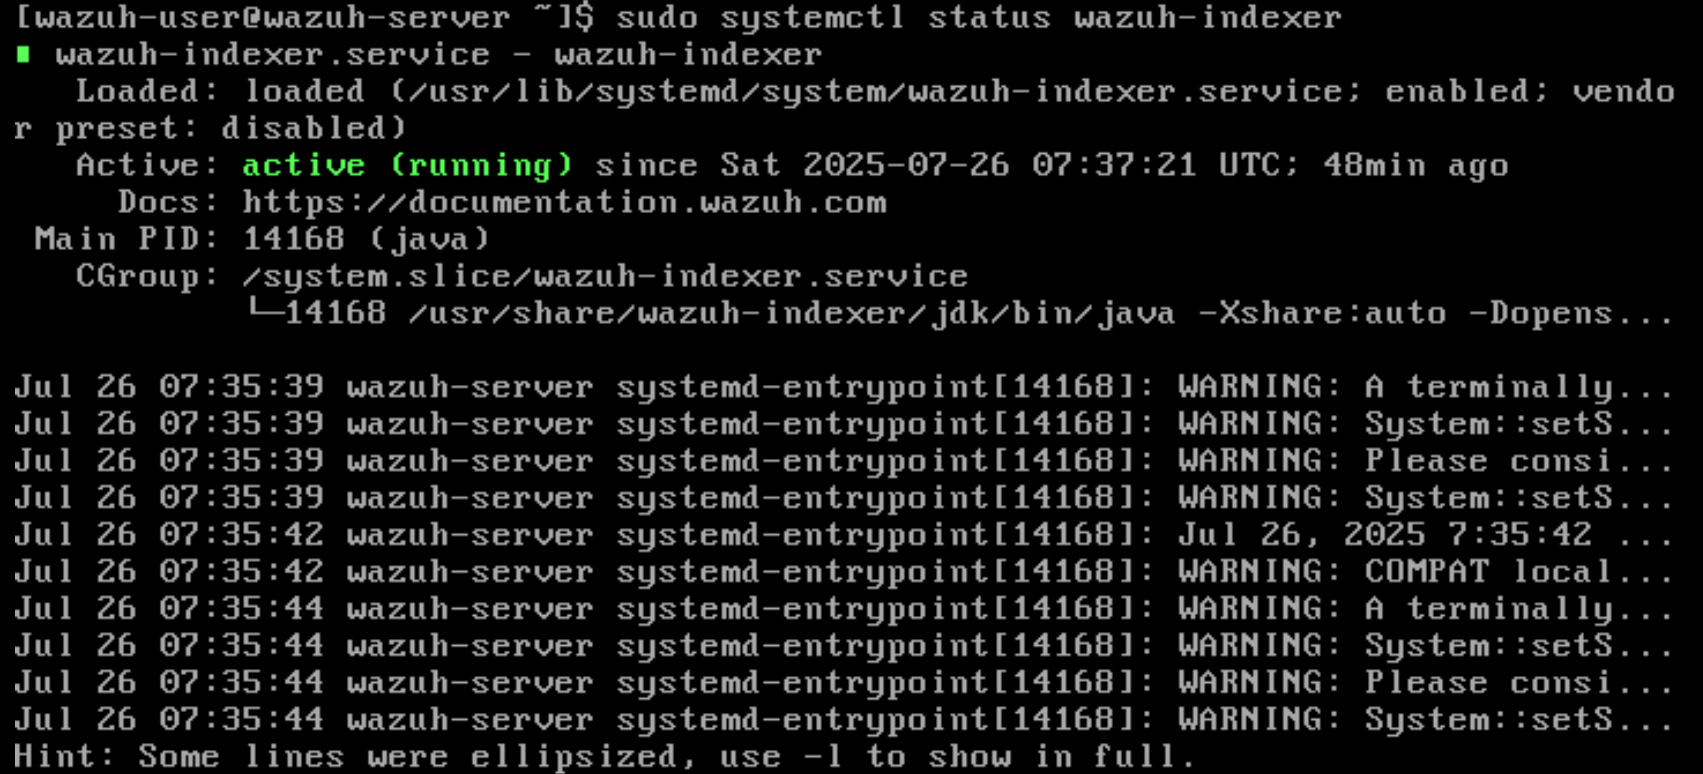 [wazuh-user@wazuh-server ~]$ sudo systemctl status wazuh-indexer
wazuh-indexer.service - wazuh-indexer
Loaded: loaded (/usr/lib/systemd/system/wazuh-indexer.service; enabled; vendo
r preset: disabled)
Active: active (running) since Sat 2025-07-26 07:37:21 UTC; 48min ago
Docs: https://documentation.wazuh.com
Main PID: 14168 (java)
CGroup: /system.slice/wazuh-indexer.service
└─14168 /usr/share/wazuh-indexer/jdk/bin/java -Xshare:auto -Dopens...
Jul 26 07:35:39 wazuh-server systemd-entrypoint[14168]: WARNING: A terminally...
Jul 26 07:35:39 wazuh-server systemd-entrypoint[14168]: WARNING: System::setS...
Jul 26 07:35:39 wazuh-server systemd-entrypoint[14168]: WARNING: Please consi...
Jul 26 07:35:39 wazuh-server systemd-entrypoint[14168]: WARNING: System::setS...
Jul 26 07:35:42 wazuh-server systemd-entrypoint[14168]: Jul 26, 2025 7:35:42 ...
Jul 26 07:35:42 wazuh-server systemd-entrypoint[14168]: WARNING: COMPAT local...
Jul 26 07:35:44 wazuh-server systemd-entrypoint[14168]: WARNING: A terminally...
Jul 26 07:35:44 wazuh-server systemd-entrypoint[14168]: WARNING: System::setS...
Jul 26 07:35:44 wazuh-server systemd-entrypoint[14168]: WARNING: Please consi...
Jul 26 07:35:44 wazuh-server systemd-entrypoint[14168]: WARNING: System::setS...
Hint: Some lines were ellipsized, use -l to show in full.